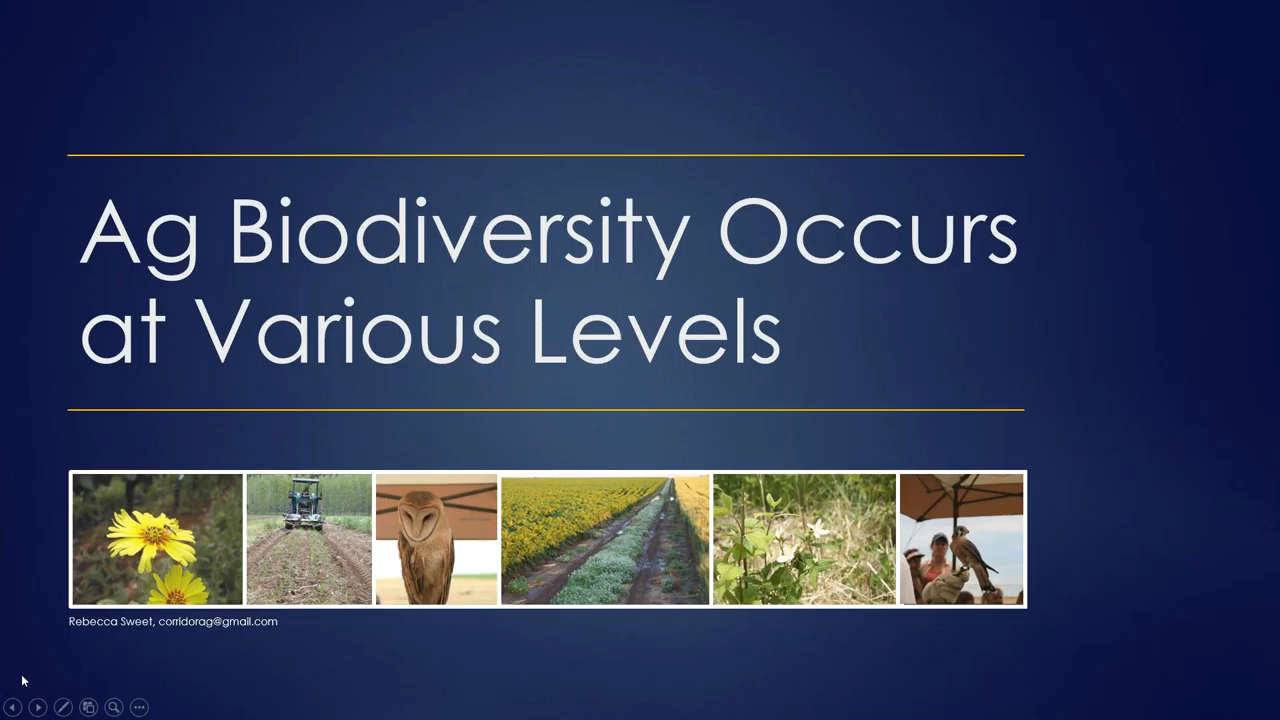 Ag Biodiversity Occurs
at Various Levels
Rebecca Sweet, corridorag@gmail.com